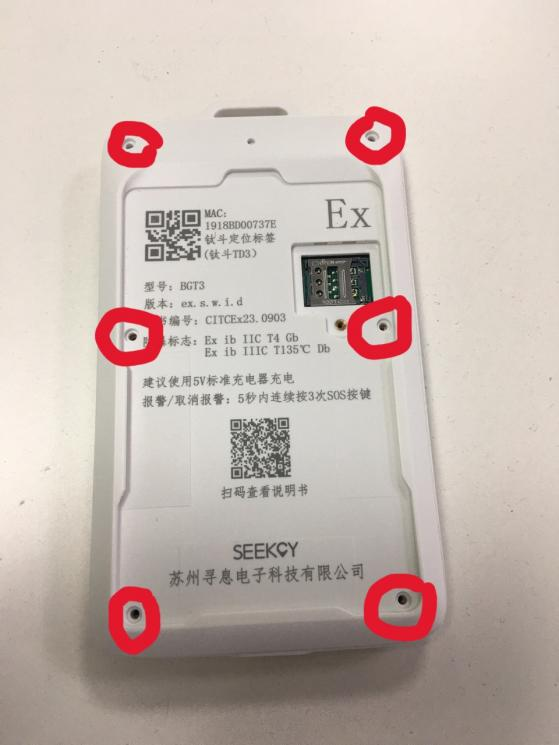 MAC:
1918BD00737E
钛斗定位标签
(钛斗TD3)
Ex
型号: BGT3
版本: ex.s.w.i.d
书编号: CITCEx23.0903
标志: Ex ib IIC T4 Gb
Ex ib IIIC T135℃ Db
建议使用5V标准充电器充电
报警/取消报警: 5秒内连续按3次SOS按键
扫码查看说明书
SEEKCY
苏州寻息电子科技有限公司